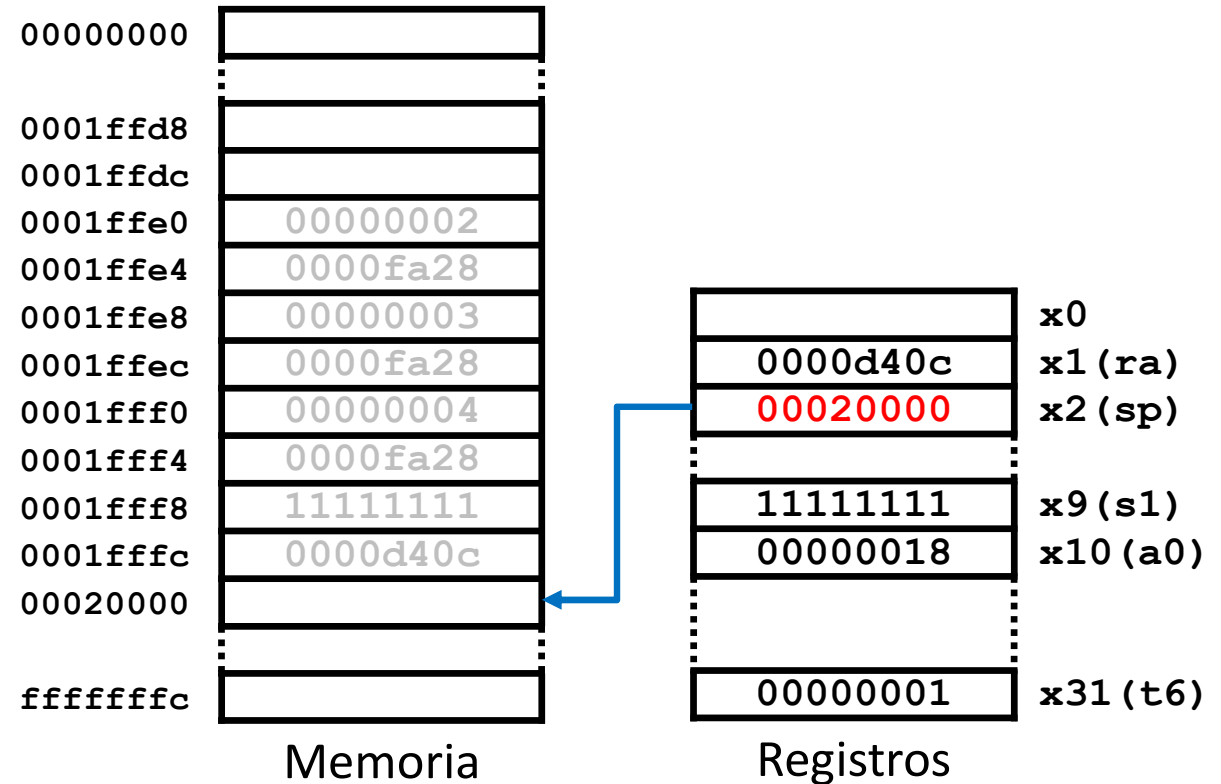 00000000
0001ffd8
0001ffdc
0001ffe0 00000002
0001ffe4 0000fa28
0001ffe8 00000003 x0
0001ffec 0000fa28 0000d40c x1(ra)
0001fff0 00000004 00020000 x2(sp)
0001fff4 0000fa28
0001fff8 11111111 11111111 x9(s1)
0001fffc 0000d40c 00000018 x10(a0)
00020000
fffffffc 00000001 x31(t6)
Memoria Registros